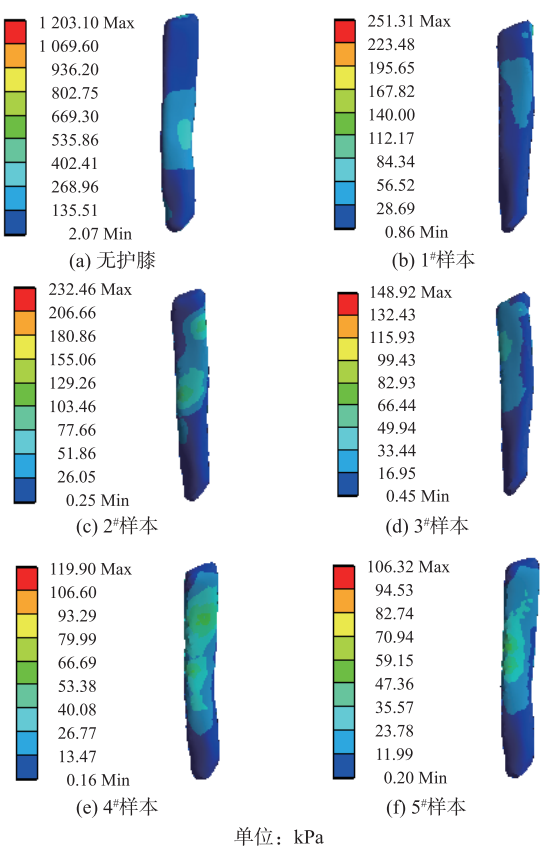 1 203.10 Max
1 069.60
936.20
802.75
669.30
535.86
402.41
268.96
135.51
2.07 Min
(a) 无护膝
251.31 Max
223.48
195.65
167.82
140.00
112.17
84.34
56.52
28.69
0.86 Min
(b) 1#样本
232.46 Max
206.66
180.86
155.06
129.26
103.46
77.66
51.86
26.05
0.25 Min
(c) 2#样本
148.92 Max
132.43
115.93
99.43
82.93
66.44
49.94
33.44
16.95
0.45 Min
(d) 3#样本
119.90 Max
106.60
93.29
79.99
66.69
53.38
40.08
26.77
13.47
0.16 Min
(e) 4#样本
106.32 Max
94.53
82.74
70.94
59.15
47.36
35.57
23.78
11.99
0.20 Min
(f) 5#样本
单位：kPa